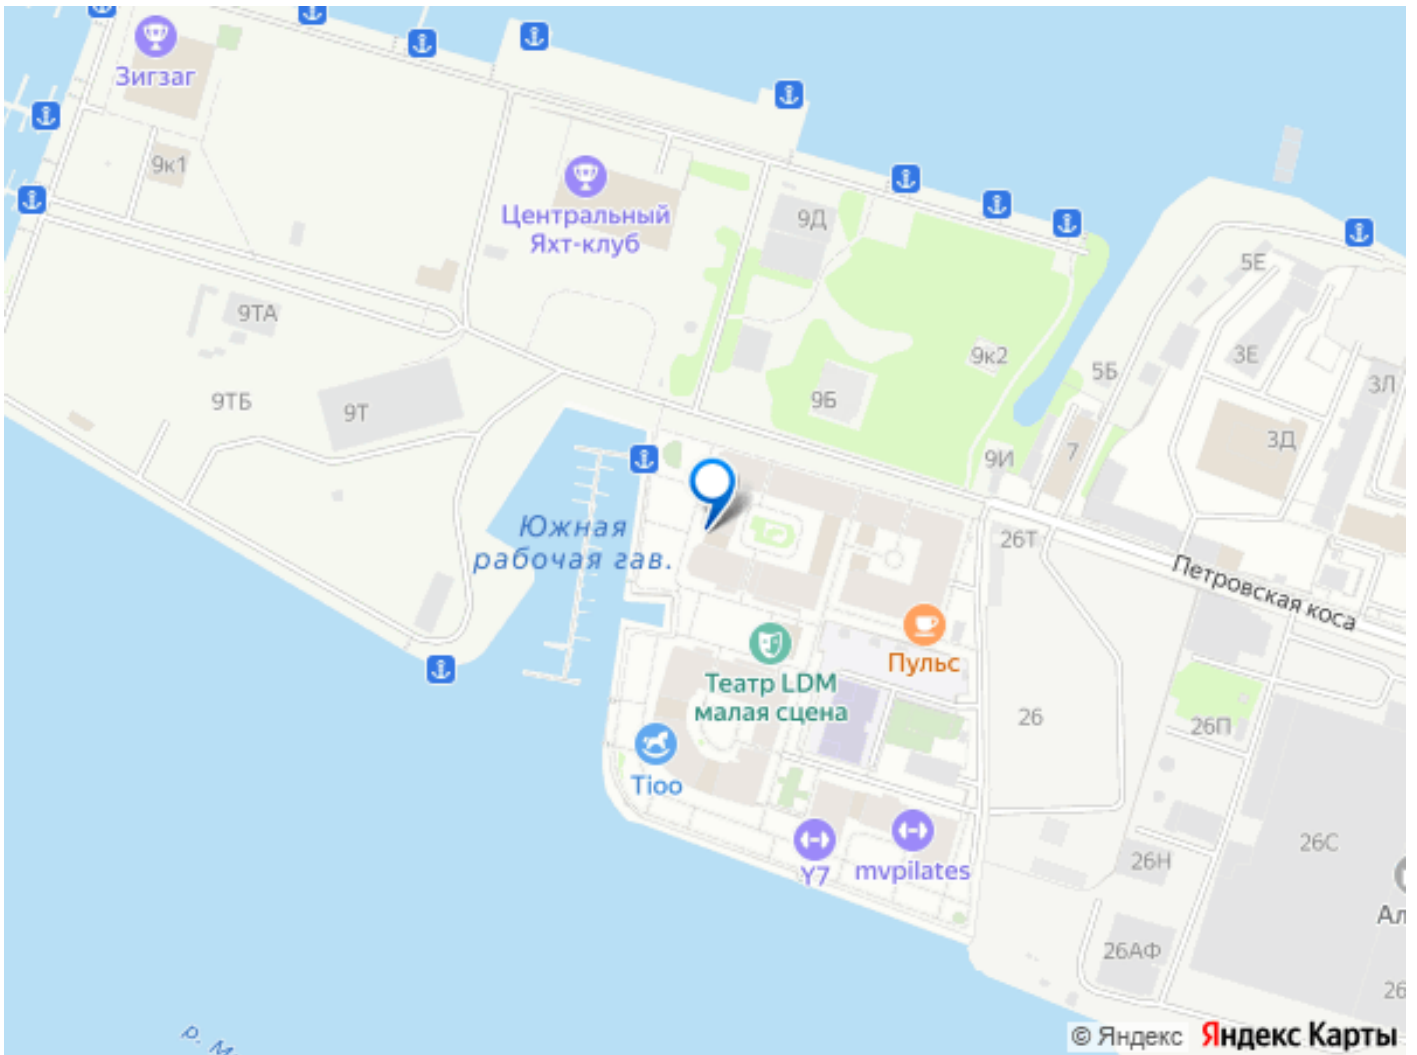 Зигзаг
9к1
Центральный
Яхт-клуб
9Д
5Е
9ТА
3Е
9к2
5Б
3Л
9ТБ
9Т
9Б
3Д
9И
7
Южная
рабочая гав.
26Т
Петровская коса
Пульс
Театр LDM
малая сцена
26
26П
Tioo
26С
Y7
mvpilates
26Н
Ал
26АФ
26
р. М
© Яндекс Яндекс Карты